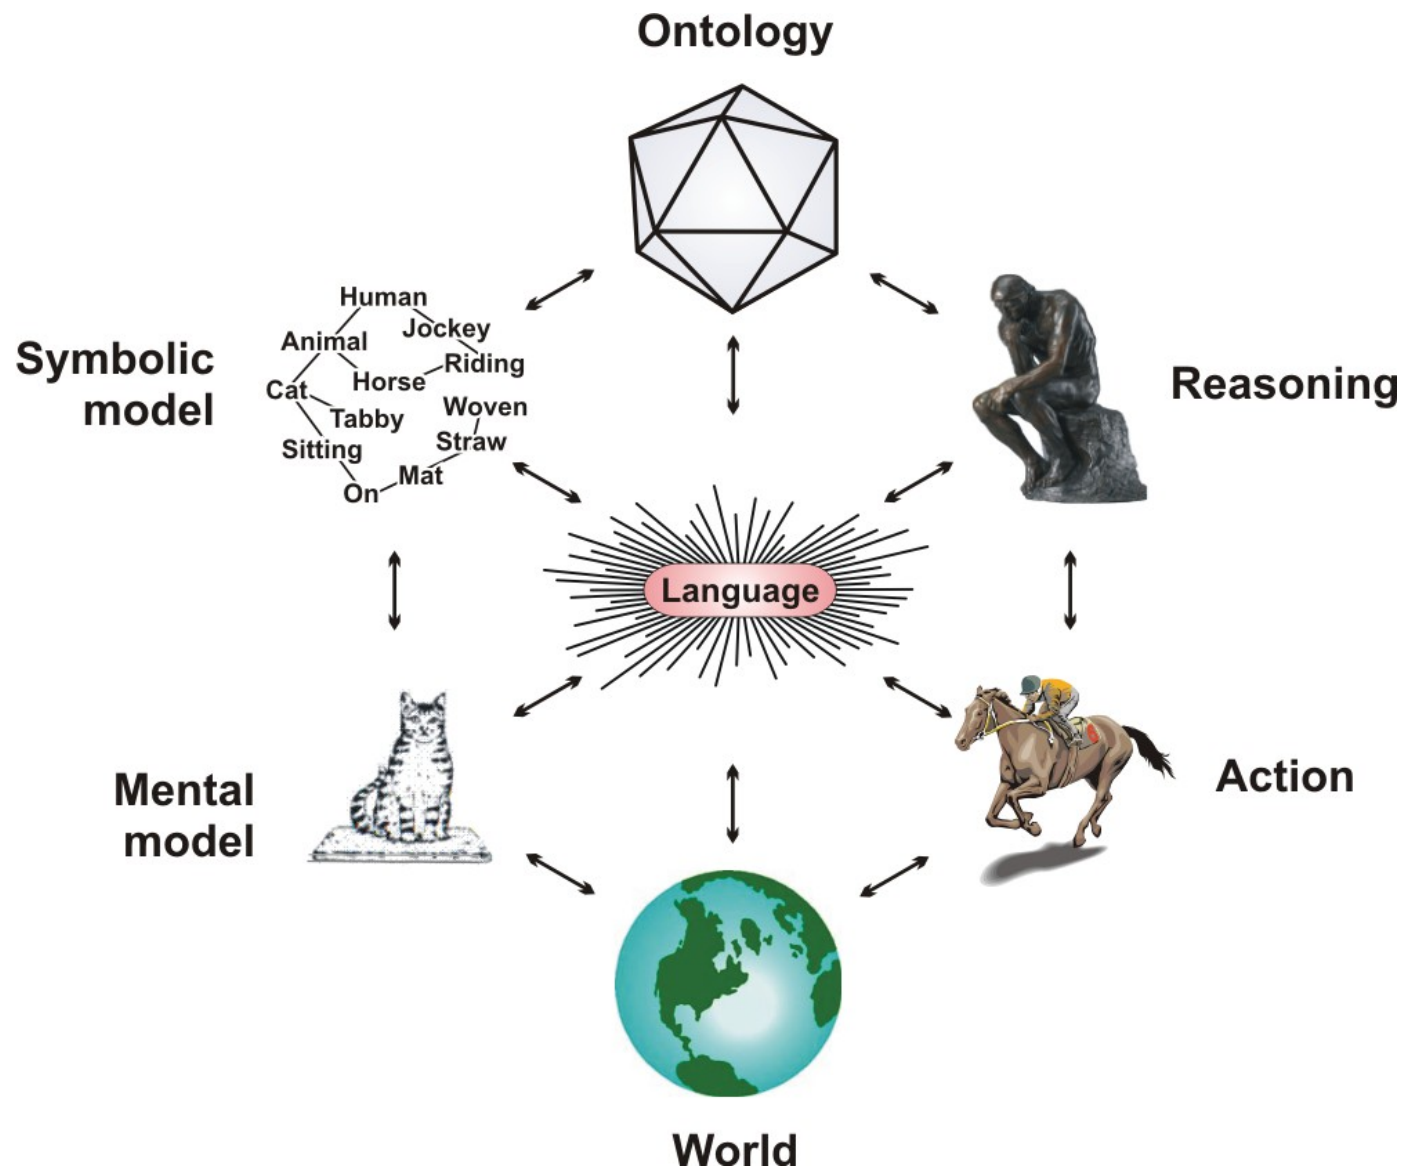 Ontology
Symbolic
model
Human
Jockey
Animal
Riding
Horse
Cat
Tabby
Woven
Sitting
Straw
Mat
On
Reasoning
Language
Mental
model
Action
World